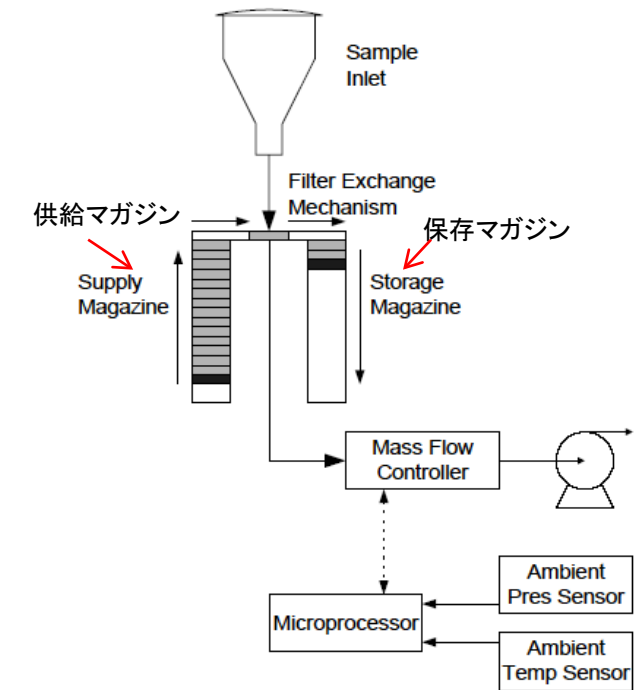 Sample
Inlet
Filter Exchange
Mechanism
供給マガジン
保存マガジン
Supply
Magazine
Storage
Magazine
Mass Flow
Controller
Ambient
Pres Sensor
Microprocessor
Ambient
Temp Sensor